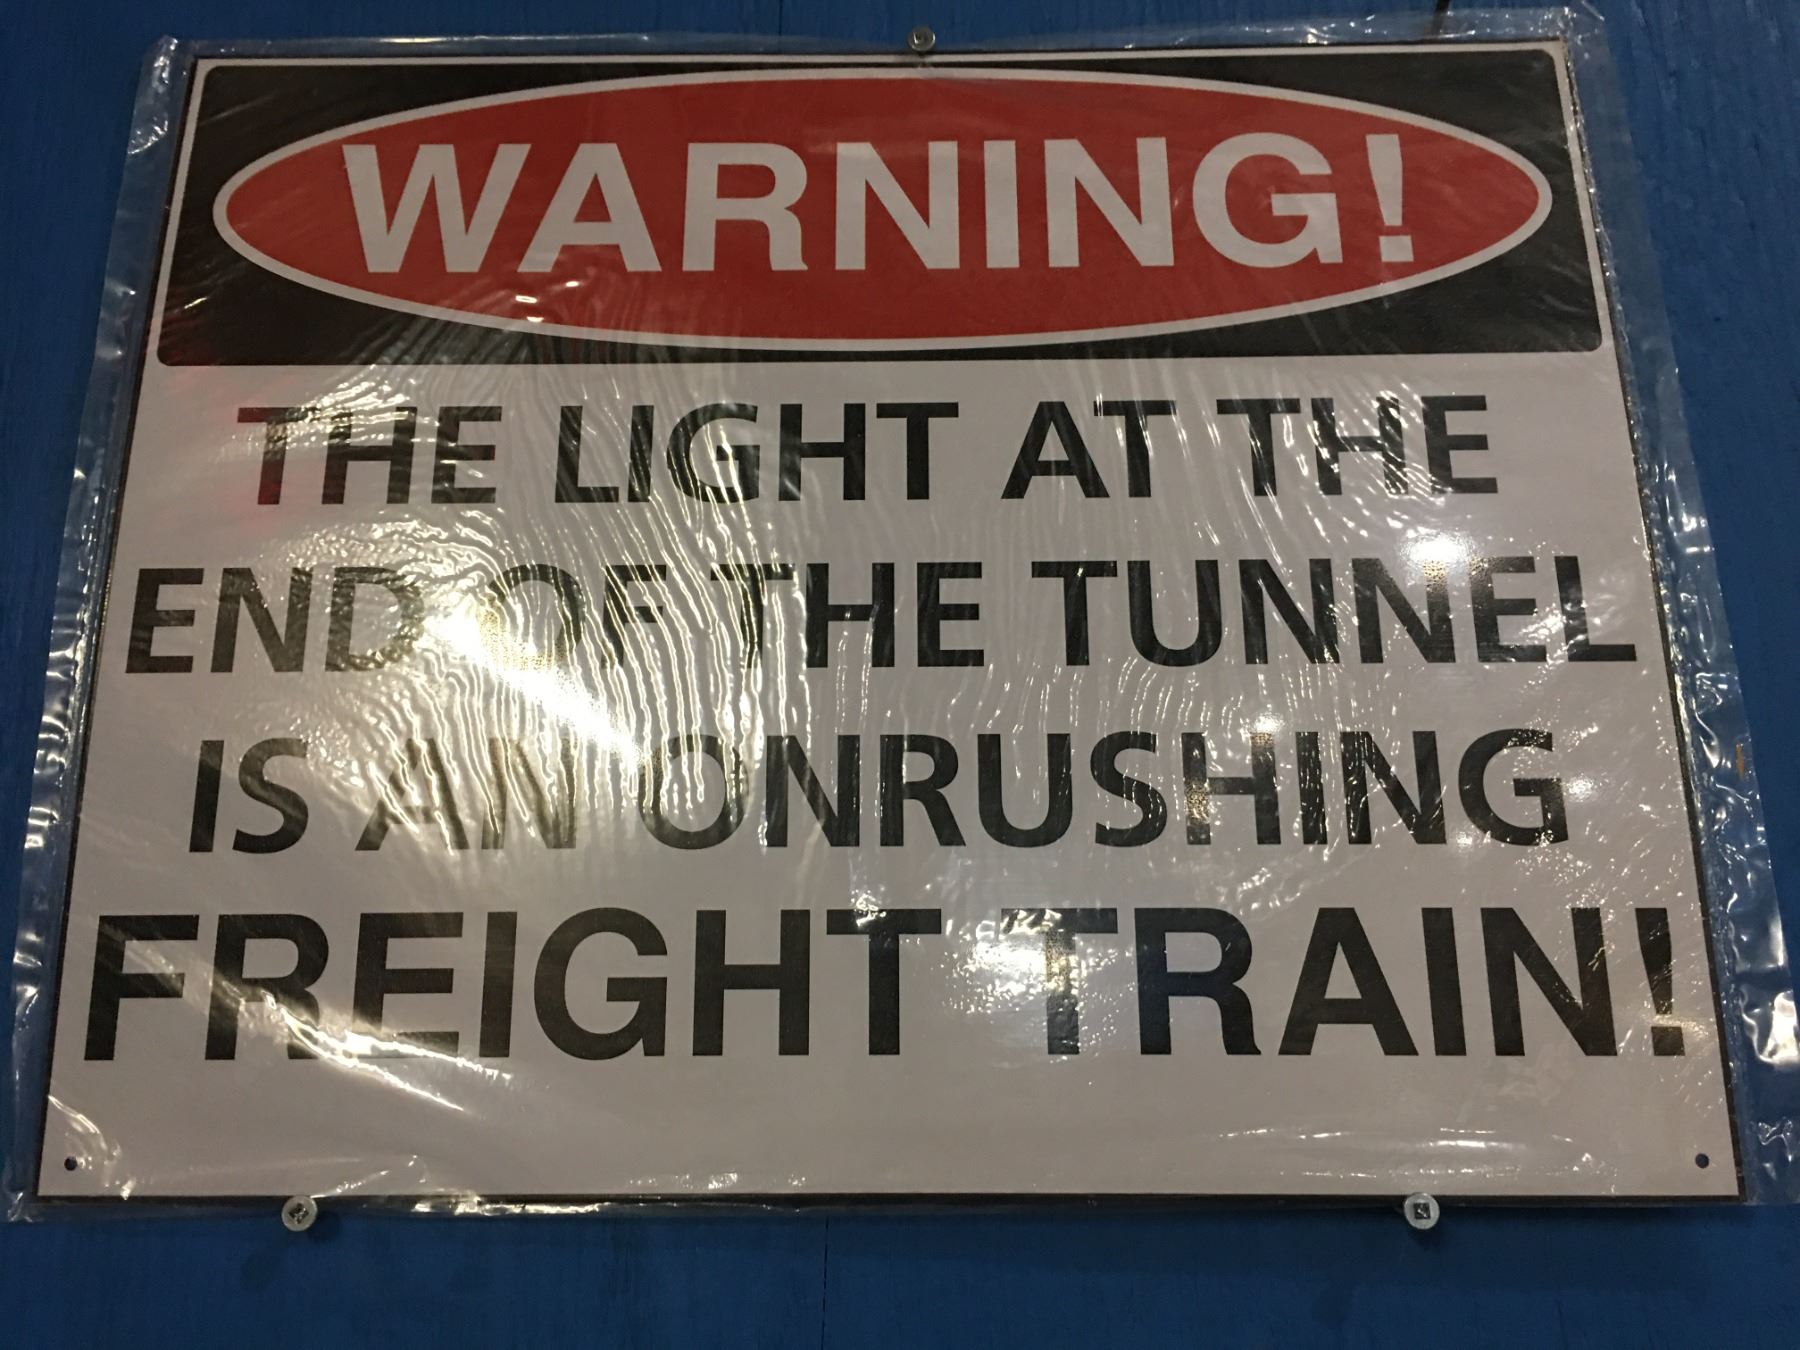 WARNING!
THE LIGHT AT THE
END OF THE TUNNEL
IS AN ONRUSHING
FREIGHT TRAIN!